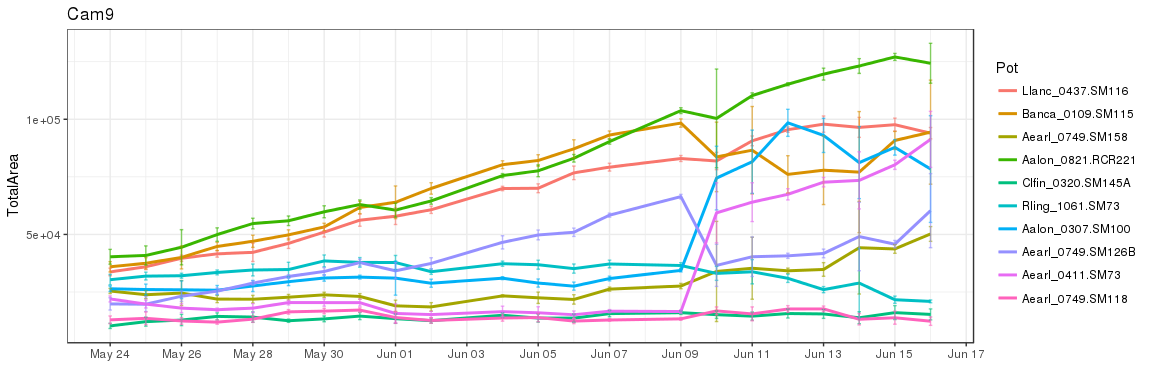 Cam9
TotalArea
1e+05
5e+04
May 24 May 26 May 28 May 30 Jun 01 Jun 03 Jun 05 Jun 07 Jun 09 Jun 11 Jun 13 Jun 15 Jun 17
Pot
Llanc_0437.SM116
Banca_0109.SM115
Aearl_0749.SM158
Aalon_0821.RCR221
Clfin_0320.SM145A
Rling_1061.SM73
Aalon_0307.SM100
Aearl_0749.SM126B
Aearl_0411.SM73
Aearl_0749.SM118